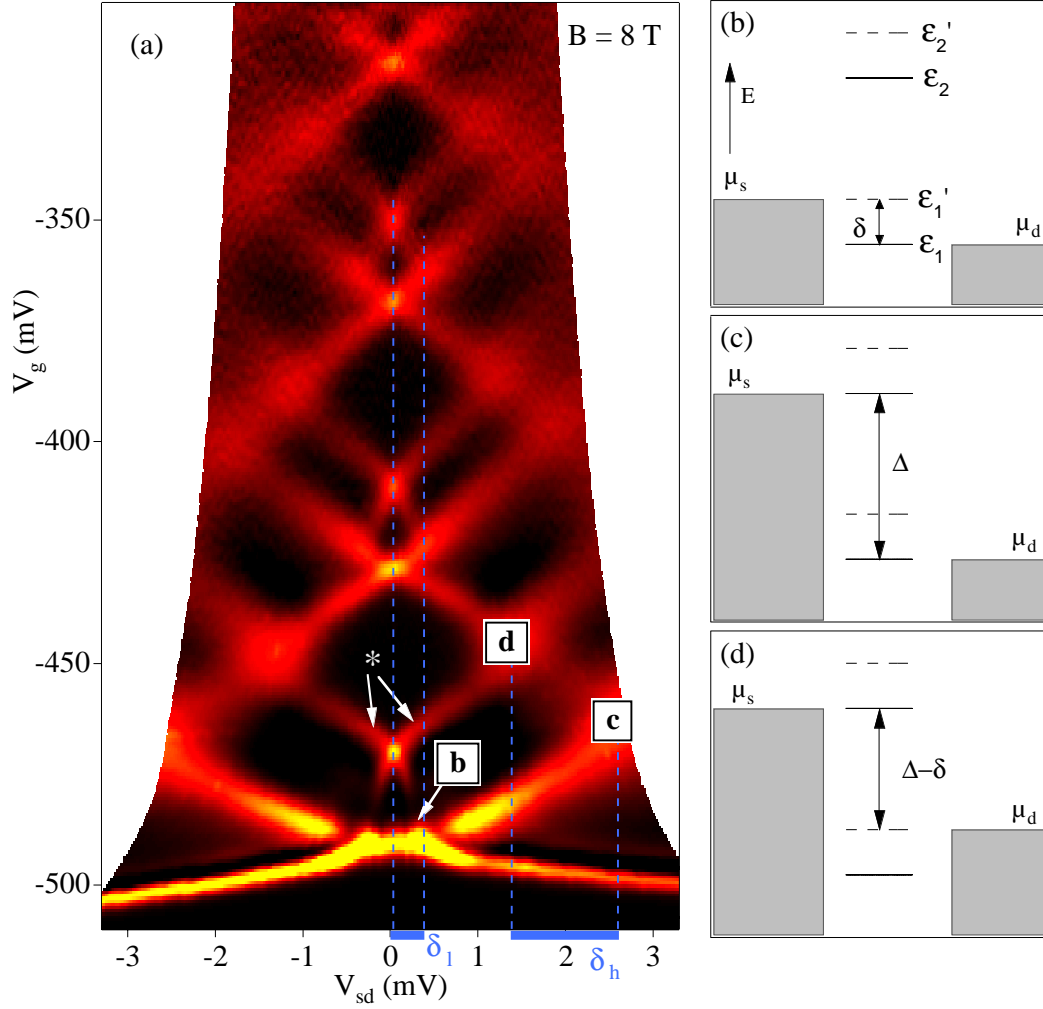 (a)
B = 8 T
V_g (mV)
-350
-400
-450
-500
*
b
c
d
-3
-2
-1
0
1
2
3
δ_l
δ_h
V_sd (mV)
(b)
E
ε_2'
ε_2
μ_s
ε_1'
δ
ε_1
μ_d
(c)
μ_s
Δ
μ_d
(d)
μ_s
Δ−δ
μ_d